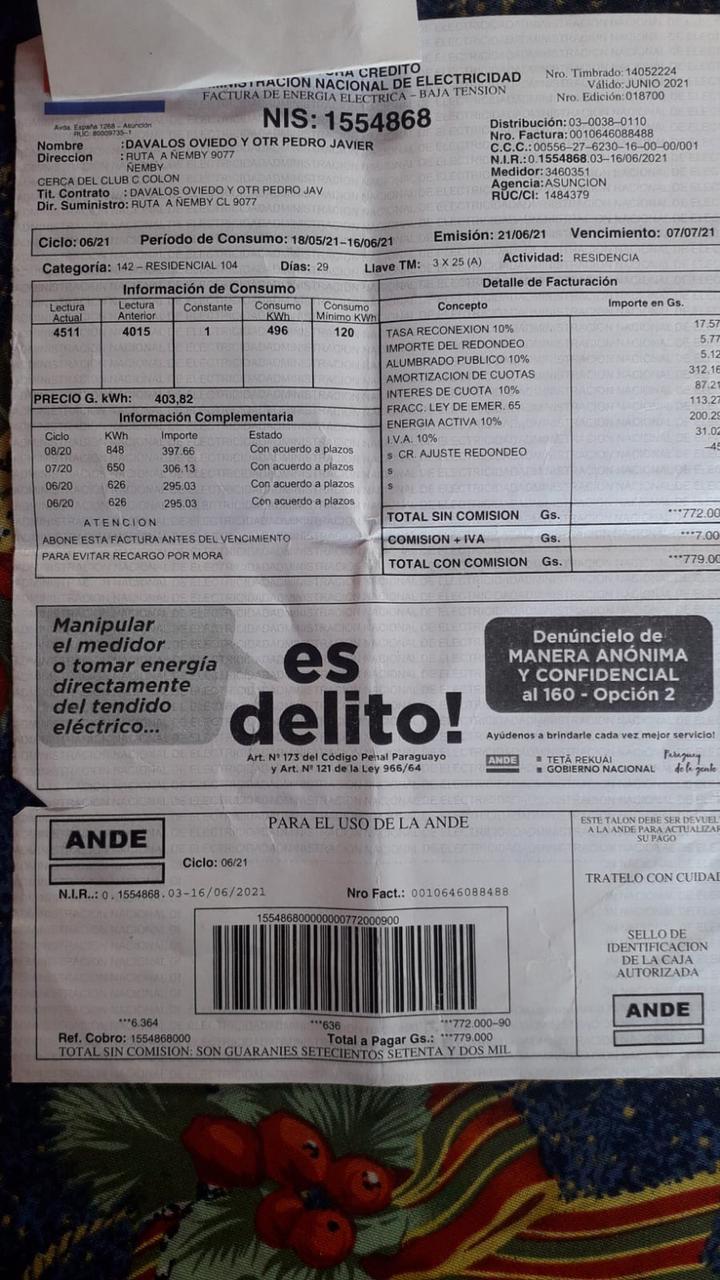 CREDITO
NACIONAL DE ELECTRICIDAD
FACTURA DE ENERGIA ELECTRICA – BAJA TENSION
Avda. España 1268 – Asunción
RUC: 80009735–1
NIS: 1554868
Nro. Timbrado: 14052224
Válido: JUNIO 2021
Nro. Edición: 018700
Nombre : DAVALOS OVIEDO Y OTR PEDRO JAVIER
Direccion : RUTA A ÑEMBY 9077
ÑEMBY
CERCA DEL CLUB C COLON
Tit. Contrato : DAVALOS OVIEDO Y OTR PEDRO JAV
Dir. Suministro: RUTA A ÑEMBY CL 9077
Distribución: 03–0038–0110
Nro. Factura: 0010646088488
C.C.C.: 00556–27–6230–16–00–00/001
N.I.R.: 0.1554868.03–16/06/2021
Medidor: 3460351
Agencia: ASUNCION
RUC/CI: 1484379
Ciclo: 06/21 Período de Consumo: 18/05/21–16/06/21 Emisión: 21/06/21 Vencimiento: 07/07/21
Categoría: 142 – RESIDENCIAL 104 Días: 29 Llave TM: 3 X 25 (A) Actividad: RESIDENCIA
Información de Consumo
Lectura Actual Lectura Anterior Constante Consumo KWh Consumo Mínimo KWh
4511 4015 1 496 120
PRECIO G. kWh: 403,82
Información Complementaria
Ciclo KWh Importe Estado
08/20 848 397.66 Con acuerdo a plazos
07/20 650 306.13 Con acuerdo a plazos
06/20 626 295.03 Con acuerdo a plazos
06/20 626 295.03 Con acuerdo a plazos
ATENCION
ABONE ESTA FACTURA ANTES DEL VENCIMIENTO
PARA EVITAR RECARGO POR MORA
Detalle de Facturación
Concepto Importe en Gs.
TASA RECONEXION 10% 17.57
IMPORTE DEL REDONDEO 5.77
ALUMBRADO PUBLICO 10% 5.12
AMORTIZACION DE CUOTAS 312.16
INTERES DE CUOTA 10% 87.21
FRACC. LEY DE EMER. 65 113.27
ENERGIA ACTIVA 10% 200.29
I.V.A. 10% 31.02
s CR. AJUSTE REDONDEO –45
s
s
TOTAL SIN COMISION Gs. ***772.00
COMISION + IVA Gs. ***7.00
TOTAL CON COMISION Gs. ***779.00
Manipular
el medidor
o tomar energía
directamente
del tendido
eléctrico...
es
delito!
Art. Nº 173 del Código Penal Paraguayo
y Art. Nº 121 de la Ley 966/64
Denúncielo de
MANERA ANÓNIMA
Y CONFIDENCIAL
al 160 - Opción 2
Ayúdenos a brindarle cada vez mejor servicio!
ANDE
TETÃ REKUÁI
GOBIERNO NACIONAL
Paraguay
de la gente
ANDE
PARA EL USO DE LA ANDE
Ciclo: 06/21
N.I.R..: 0.1554868.03-16/06/2021 Nro Fact.: 0010646088488
15548680000000772000900
***6.364 ***636 ***772.000–90
Ref. Cobro: 1554868000 Total a Pagar Gs.: ***779.000
TOTAL SIN COMISION: SON GUARANIES SETECIENTOS SETENTA Y DOS MIL
ESTE TALON DEBE SER DEVUEL
A LA ANDE PARA ACTUALIZAR
SU PAGO
TRATELO CON CUIDAD
SELLO DE
IDENTIFICACION
DE LA CAJA
AUTORIZADA
ANDE